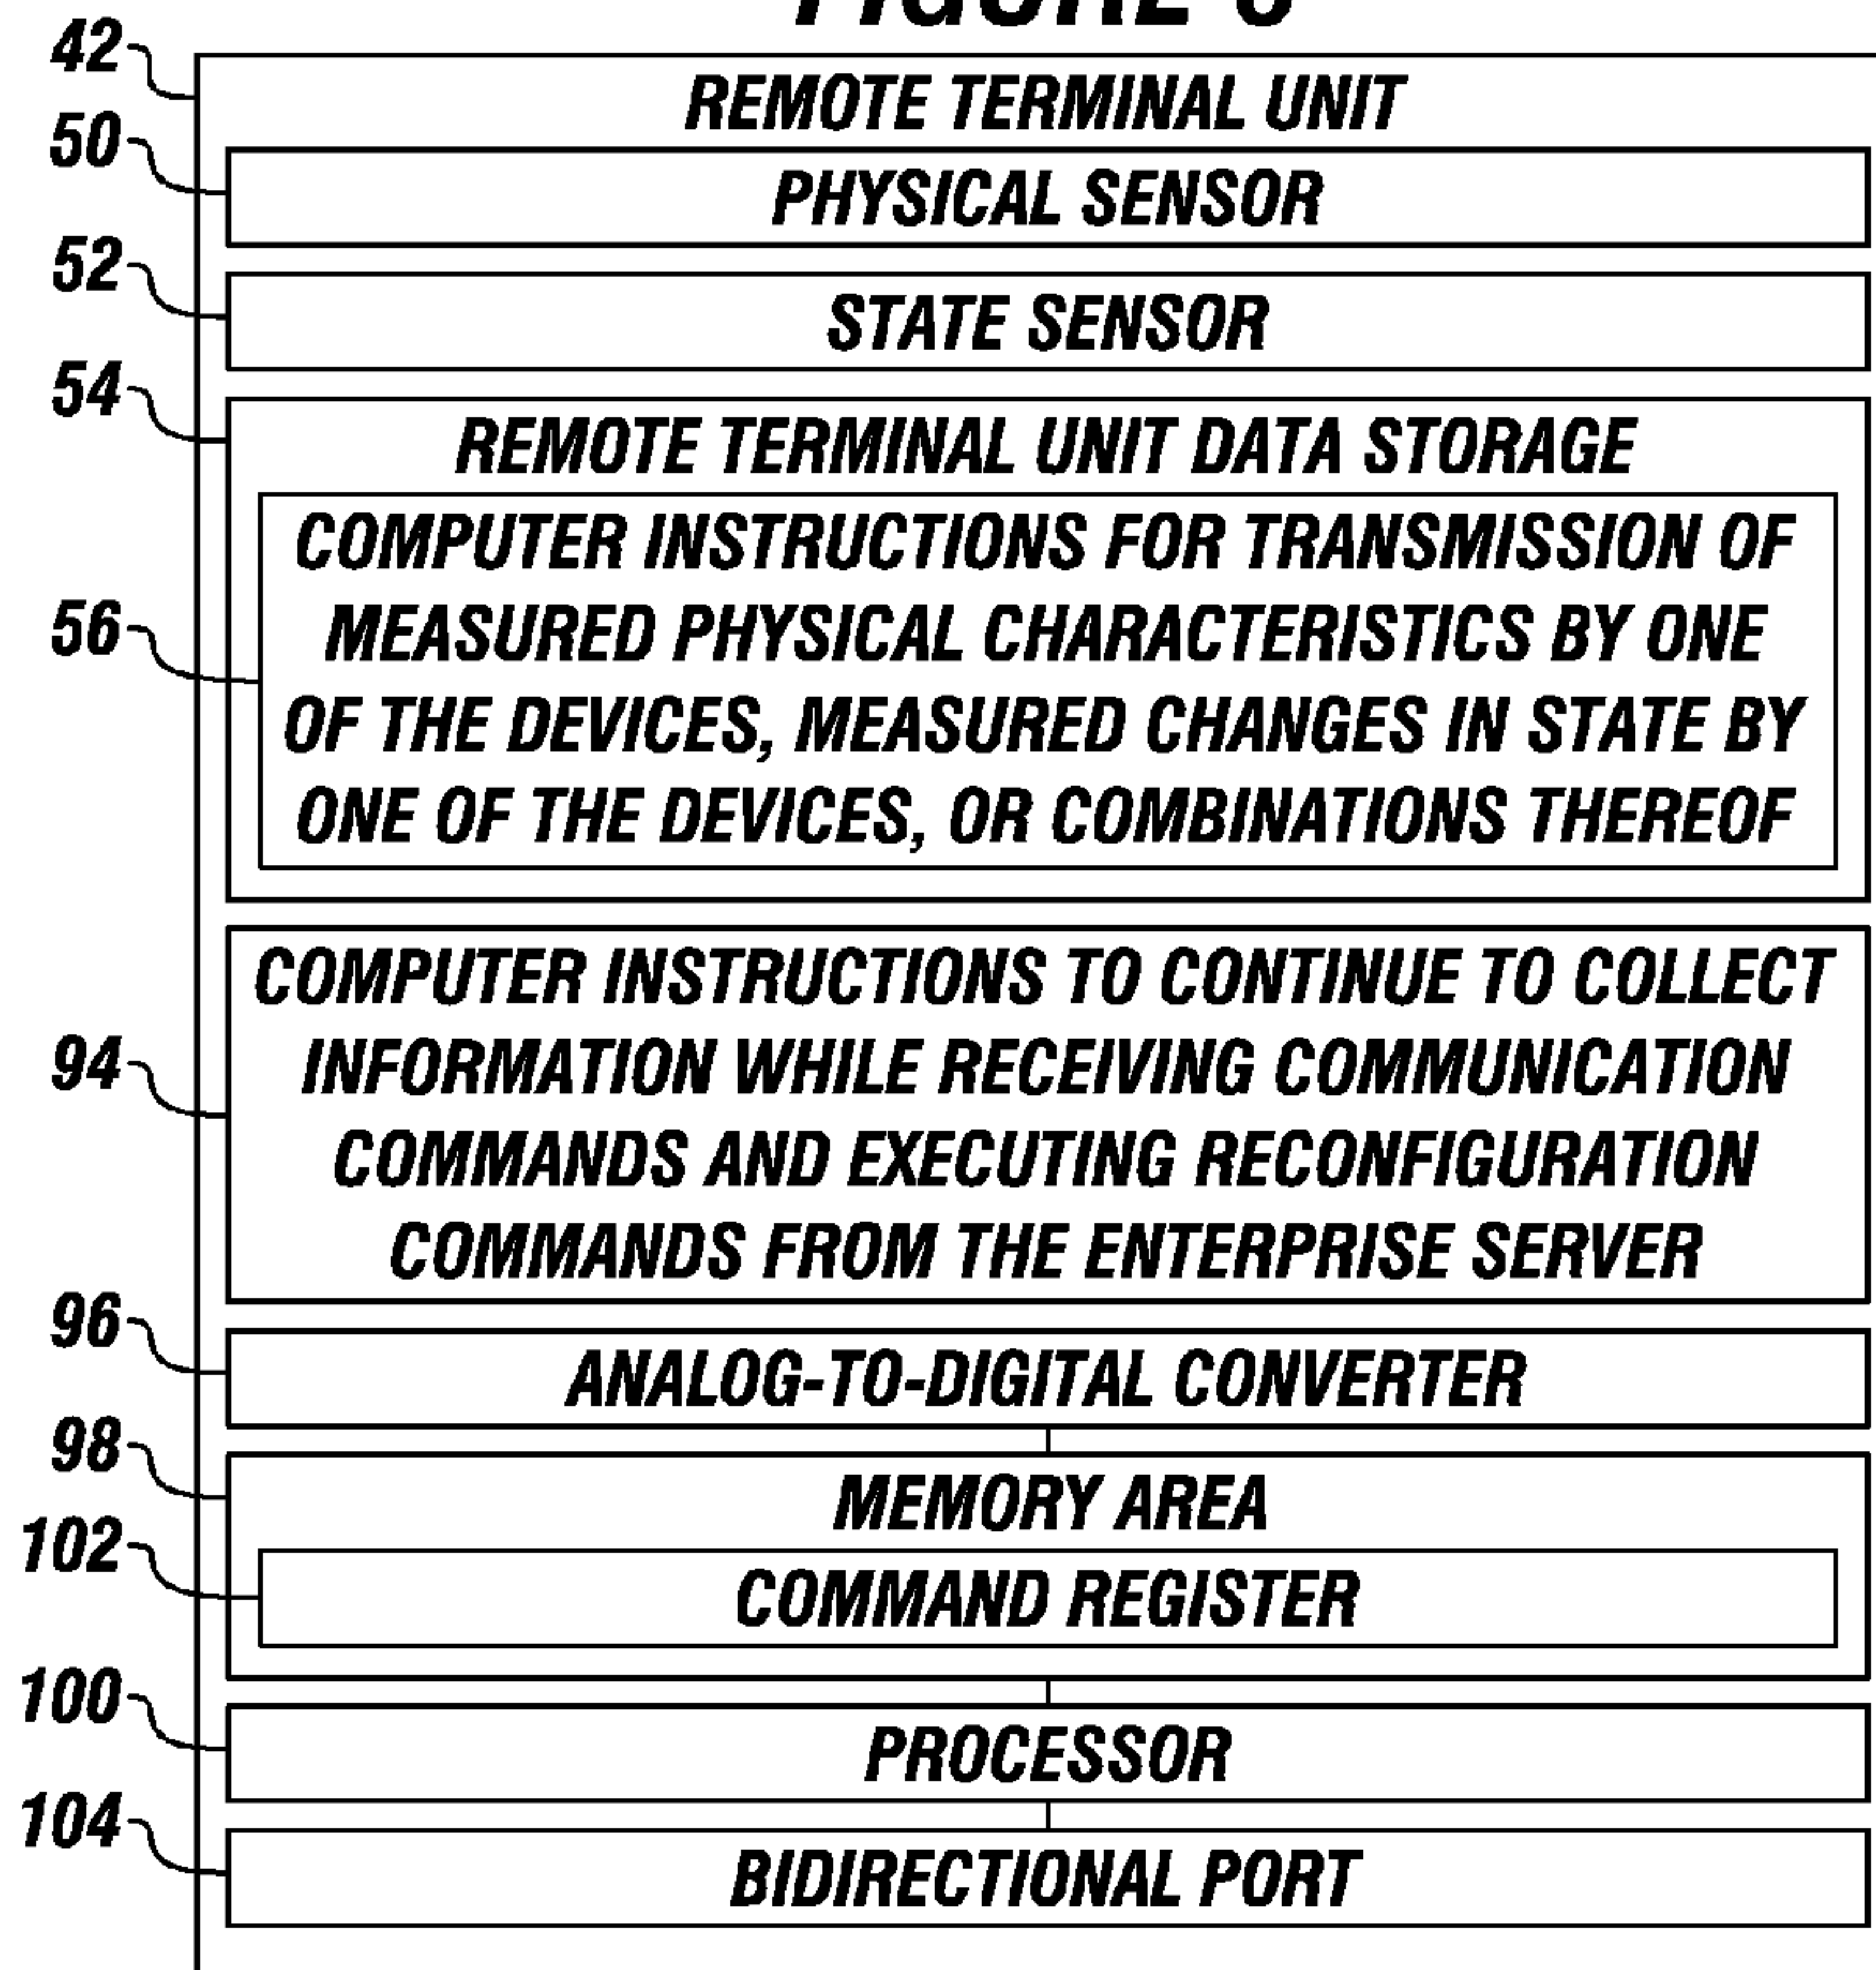 42
REMOTE TERMINAL UNIT
50
PHYSICAL SENSOR
52
STATE SENSOR
54
REMOTE TERMINAL UNIT DATA STORAGE
COMPUTER INSTRUCTIONS FOR TRANSMISSION OF
56
MEASURED PHYSICAL CHARACTERISTICS BY ONE
OF THE DEVICES, MEASURED CHANGES IN STATE BY
ONE OF THE DEVICES, OR COMBINATIONS THEREOF
COMPUTER INSTRUCTIONS TO CONTINUE TO COLLECT
94
INFORMATION WHILE RECEIVING COMMUNICATION
COMMANDS AND EXECUTING RECONFIGURATION
COMMANDS FROM THE ENTERPRISE SERVER
96
ANALOG-TO-DIGITAL CONVERTER
98
MEMORY AREA
102
COMMAND REGISTER
100
PROCESSOR
104
BIDIRECTIONAL PORT